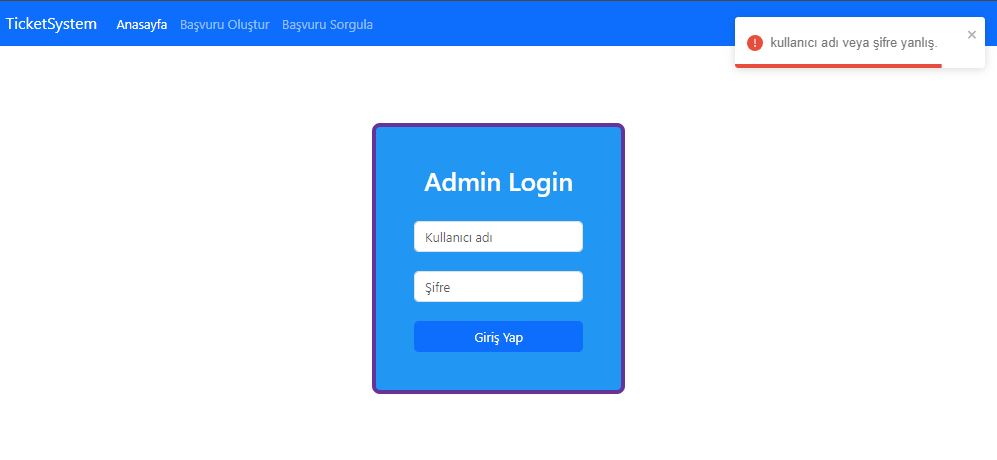 TicketSystem Anasayfa Başvuru Oluştur Başvuru Sorgula
kullanıcı adı veya şifre yanlış.
Admin Login
Kullanıcı adı
Şifre
Giriş Yap